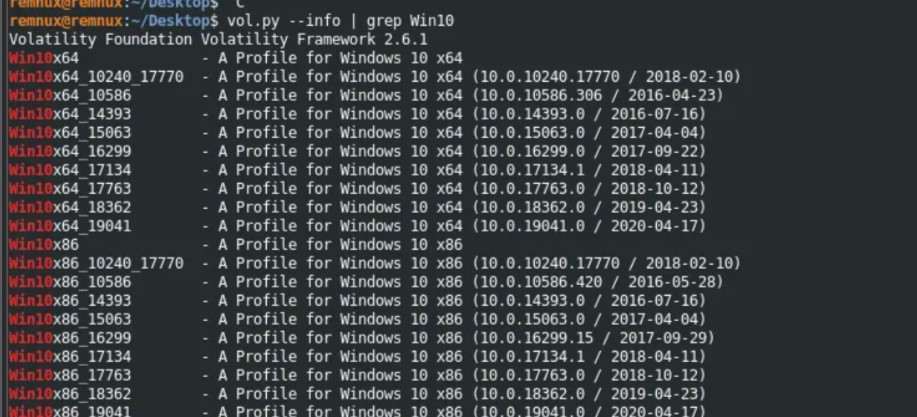 remnux@remnux:~/Desktop$ ^C
remnux@remnux:~/Desktop$ vol.py --info | grep Win10
Volatility Foundation Volatility Framework 2.6.1
Win10x64 - A Profile for Windows 10 x64
Win10x64_10240_17770 - A Profile for Windows 10 x64 (10.0.10240.17770 / 2018-02-10)
Win10x64_10586 - A Profile for Windows 10 x64 (10.0.10586.306 / 2016-04-23)
Win10x64_14393 - A Profile for Windows 10 x64 (10.0.14393.0 / 2016-07-16)
Win10x64_15063 - A Profile for Windows 10 x64 (10.0.15063.0 / 2017-04-04)
Win10x64_16299 - A Profile for Windows 10 x64 (10.0.16299.0 / 2017-09-22)
Win10x64_17134 - A Profile for Windows 10 x64 (10.0.17134.1 / 2018-04-11)
Win10x64_17763 - A Profile for Windows 10 x64 (10.0.17763.0 / 2018-10-12)
Win10x64_18362 - A Profile for Windows 10 x64 (10.0.18362.0 / 2019-04-23)
Win10x64_19041 - A Profile for Windows 10 x64 (10.0.19041.0 / 2020-04-17)
Win10x86 - A Profile for Windows 10 x86
Win10x86_10240_17770 - A Profile for Windows 10 x86 (10.0.10240.17770 / 2018-02-10)
Win10x86_10586 - A Profile for Windows 10 x86 (10.0.10586.420 / 2016-05-28)
Win10x86_14393 - A Profile for Windows 10 x86 (10.0.14393.0 / 2016-07-16)
Win10x86_15063 - A Profile for Windows 10 x86 (10.0.15063.0 / 2017-04-04)
Win10x86_16299 - A Profile for Windows 10 x86 (10.0.16299.15 / 2017-09-29)
Win10x86_17134 - A Profile for Windows 10 x86 (10.0.17134.1 / 2018-04-11)
Win10x86_17763 - A Profile for Windows 10 x86 (10.0.17763.0 / 2018-10-12)
Win10x86_18362 - A Profile for Windows 10 x86 (10.0.18362.0 / 2019-04-23)
Win10x86_19041 - A Profile for Windows 10 x86 (10.0.19041.0 / 2020-04-17)